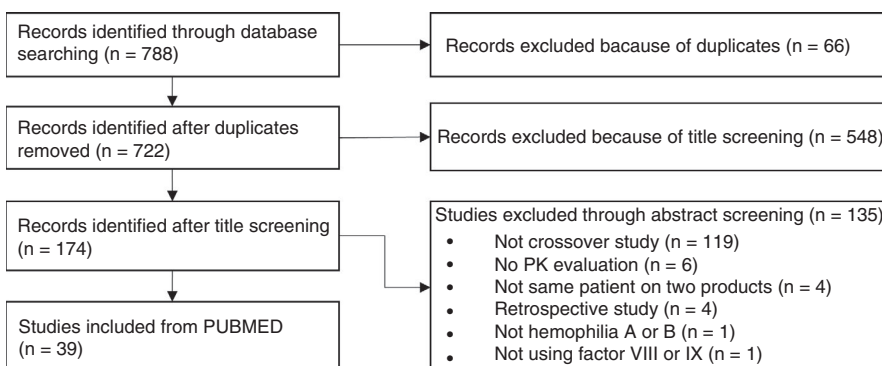 Records identified through database
searching (n = 788)
Records excluded bacause of duplicates (n = 66)
Records identified after duplicates
removed (n = 722)
Records excluded because of title screening (n = 548)
Records identified after title screening
(n = 174)
Studies excluded through abstract screening (n = 135)
• Not crossover study (n = 119)
• No PK evaluation (n = 6)
• Not same patient on two products (n = 4)
• Retrospective study (n = 4)
• Not hemophilia A or B (n = 1)
• Not using factor VIII or IX (n = 1)
Studies included from PUBMED
(n = 39)